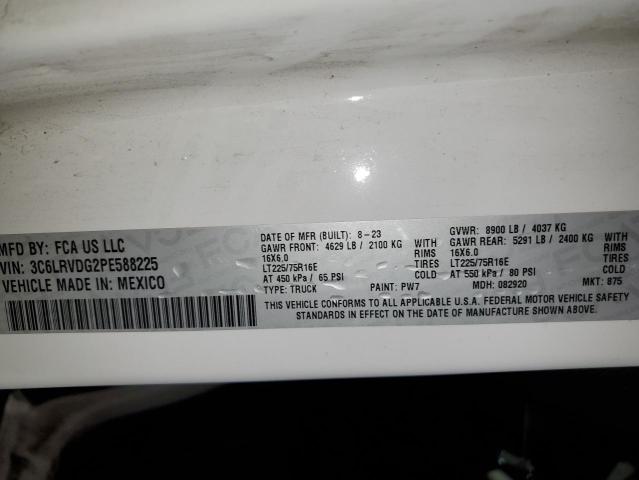 MFD BY: FCA US LLC
VIN: 3C6LRVDG2PE588225
VEHICLE MADE IN: MEXICO
DATE OF MFR (BUILT): 8-23
GAWR FRONT: 4629 LB / 2100 KG WITH
16X6.0 RIMS
LT225/75R16E TIRES
AT 450 kPa / 65 PSI COLD
TYPE: TRUCK PAINT: PW7
GVWR: 8900 LB / 4037 KG
GAWR REAR: 5291 LB / 2400 KG WITH
16X6.0 RIMS
LT225/75R16E TIRES
AT 550 kPa / 80 PSI COLD
MDH: 082920 MKT: 875
THIS VEHICLE CONFORMS TO ALL APPLICABLE U.S.A. FEDERAL MOTOR VEHICLE SAFETY
STANDARDS IN EFFECT ON THE DATE OF MANUFACTURE SHOWN ABOVE.